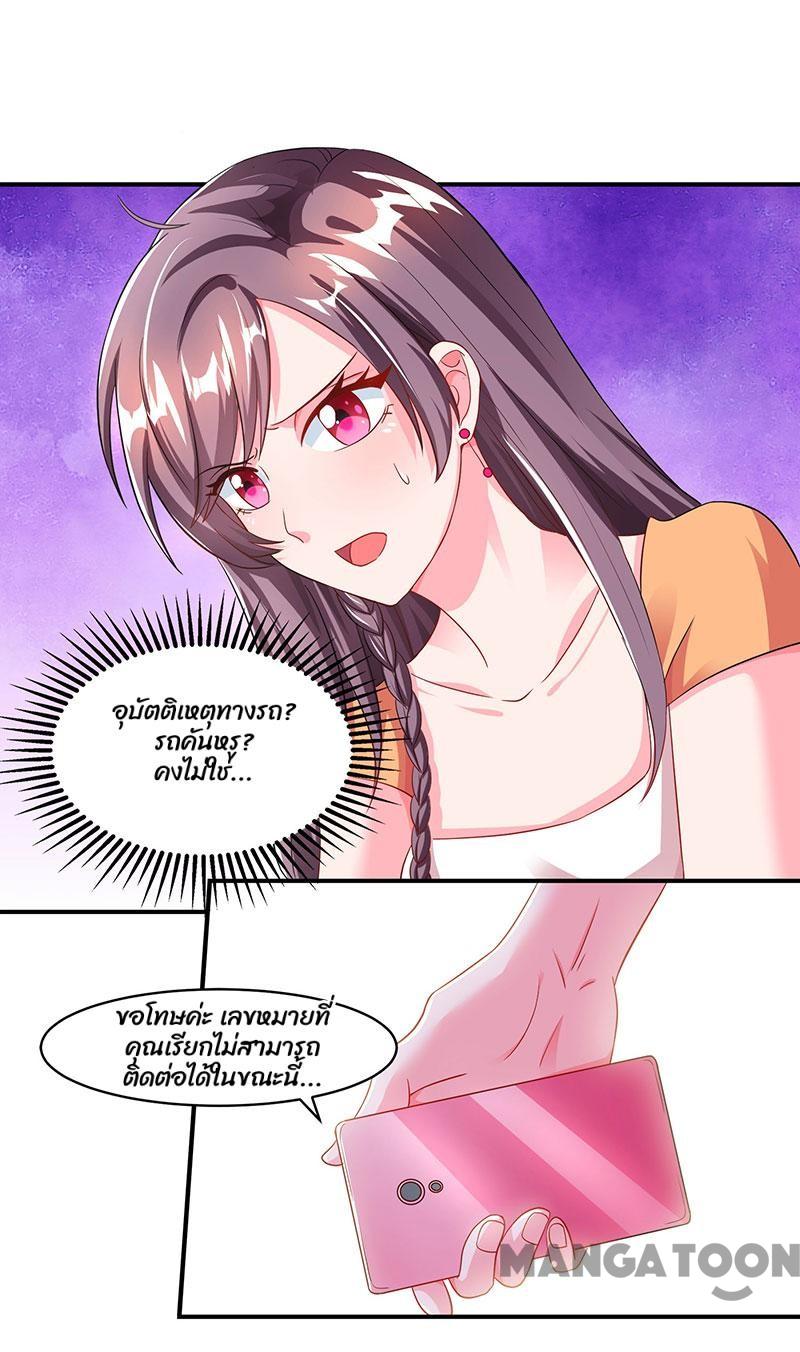 อุบัตติเหตุทางรถ?
รถคันหรู?
คงไม่ใช่...
ขอโทษค่ะ เลขหมายที่
คุณเรียกไม่สามารถ
ติดต่อได้ในขณะนี้...
MANGATOON